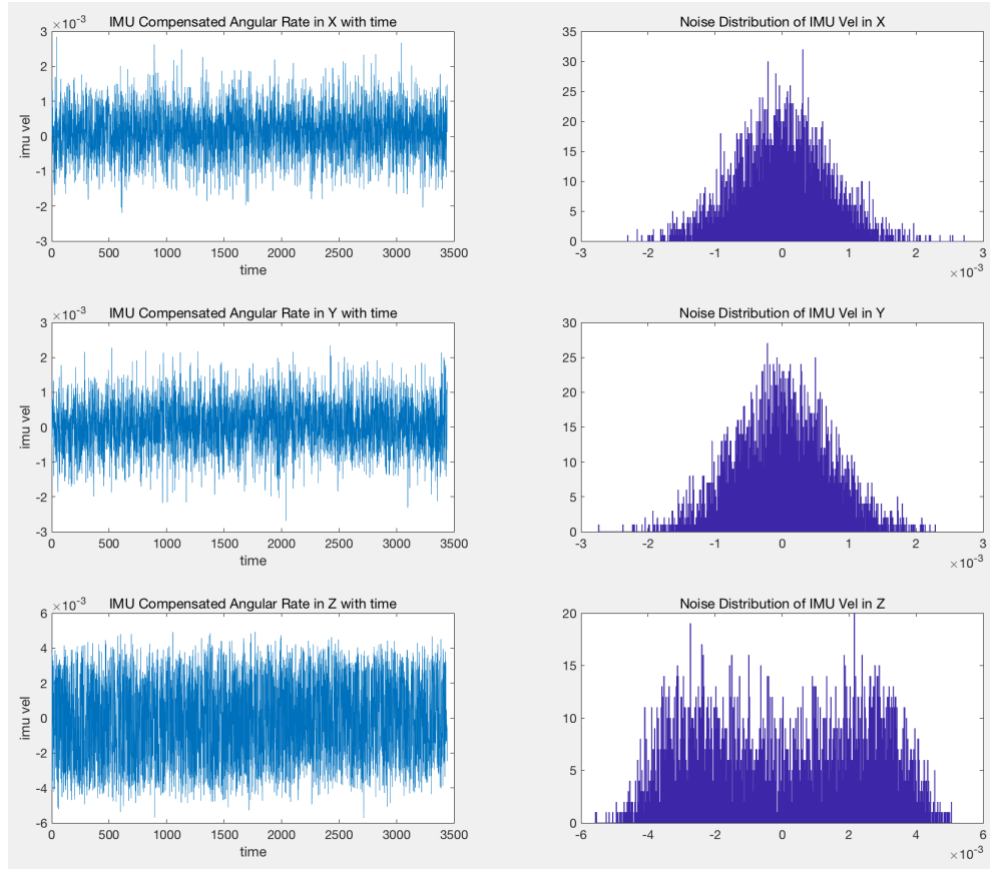 ×10⁻³ IMU Compensated Angular Rate in X with time
3
2
1
0
-1
-2
-3
imu vel
0 500 1000 1500 2000 2500 3000 3500
time
Noise Distribution of IMU Vel in X
35
30
25
20
15
10
5
0
-3 -2 -1 0 1 2 3
×10⁻³
×10⁻³ IMU Compensated Angular Rate in Y with time
3
2
1
0
-1
-2
-3
imu vel
0 500 1000 1500 2000 2500 3000 3500
time
Noise Distribution of IMU Vel in Y
30
25
20
15
10
5
0
-3 -2 -1 0 1 2 3
×10⁻³
×10⁻³ IMU Compensated Angular Rate in Z with time
6
4
2
0
-2
-4
-6
imu vel
0 500 1000 1500 2000 2500 3000 3500
time
Noise Distribution of IMU Vel in Z
20
15
10
5
0
-6 -4 -2 0 2 4 6
×10⁻³